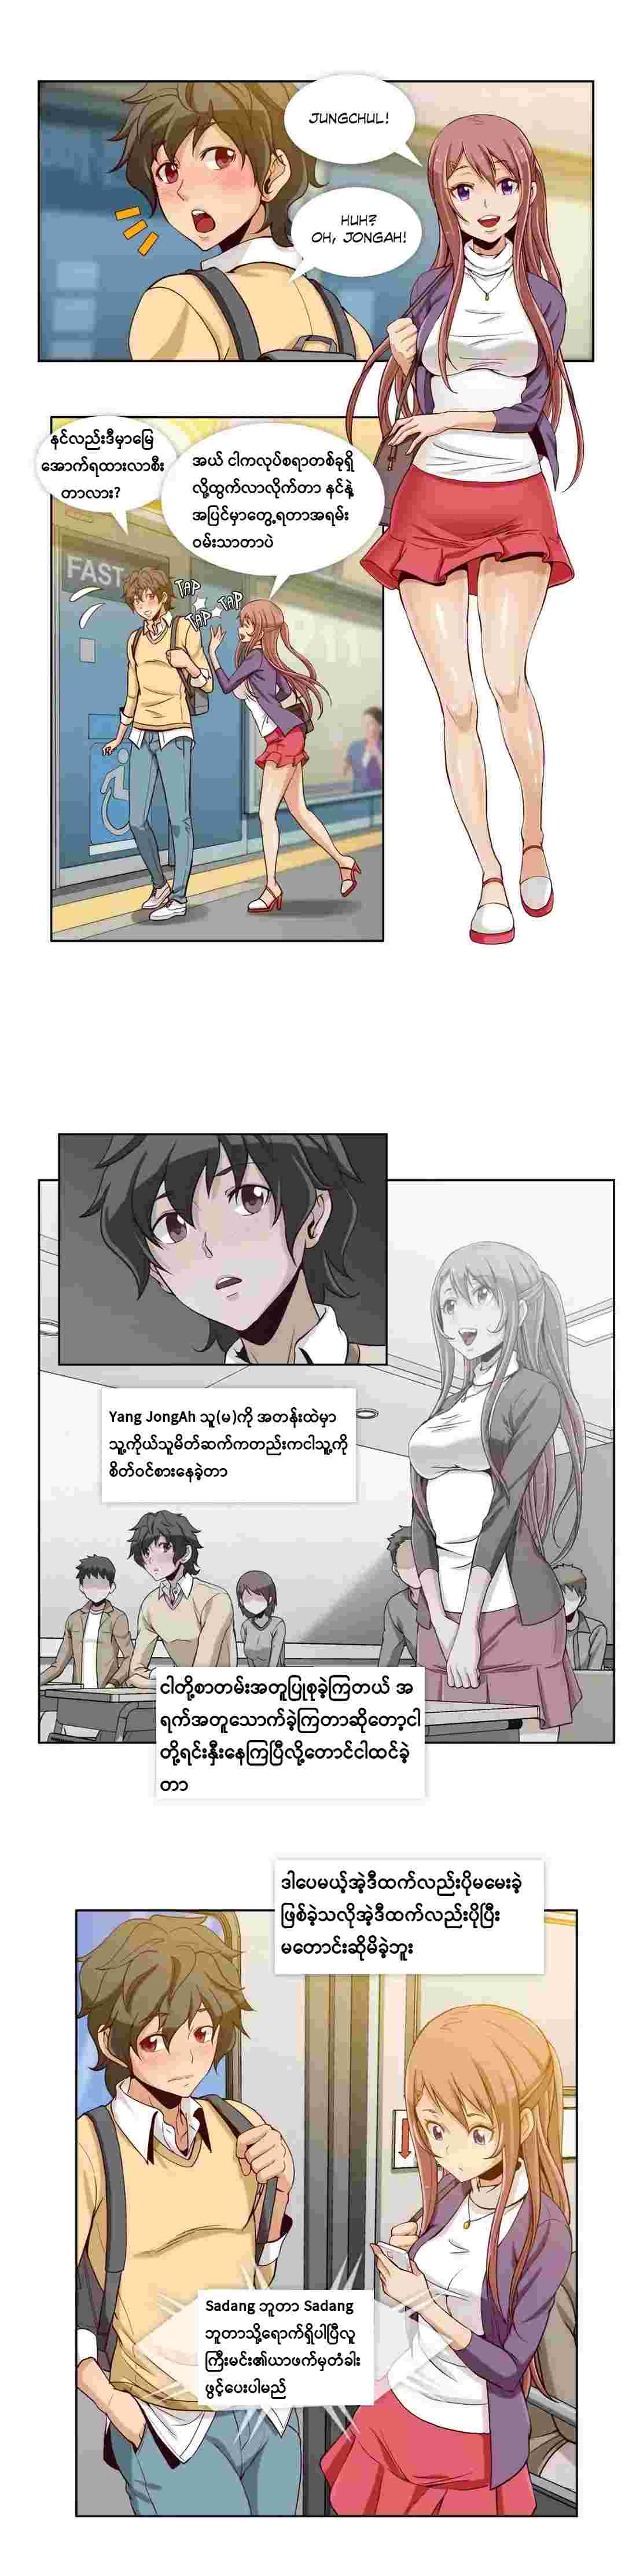 JUNGCHUL!
HUH?
OH, JONGAH!
နင်လည်းဒီမှာမြေ
အောက်ရထားလာစီး
တာလား?
အယ် ငါကလုပ်စရာတစ်ခုရှိ
လို့ထွက်လာလိုက်တာ နင်နဲ့
အပြင်မှာတွေ့ရတာအရမ်း
ဝမ်းသာတာပဲ
FAST
TAP
TAP
TAP
Yang JongAh သူ(မ)ကို အတန်းထဲမှာ
သူ့ကိုယ်သူမိတ်ဆက်ကတည်းကငါသူ့ကို
စိတ်ဝင်စားနေခဲ့တာ
ငါတို့စာတမ်းအတူပြုစုခဲ့ကြတယ် အ
ရက်အတူသောက်ခဲ့ကြတာဆိုတော့ငါ
တို့ရင်းနှီးနေကြပြီလို့တောင်ငါထင်ခဲ့
တာ
ဒါပေမယ့်အဲ့ဒီထက်လည်းပိုမမေးခဲ့
ဖြစ်ခဲ့သလိုအဲ့ဒီထက်လည်းပိုပြီး
မတောင်းဆိုမိခဲ့ဘူး
Sadang ဘူတာ Sadang
ဘူတာသို့ရောက်ရှိပါပြီလူ
ကြီးမင်း၏ယာဖက်မှတံခါး
ဖွင့်ပေးပါမည်